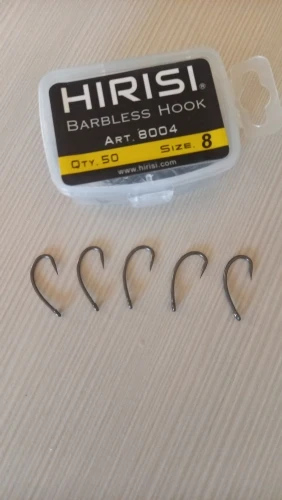 HIRISI®
BARBLESS HOOK
ART. 8004
QTY. 50 SIZE. 8
www.hirisi.com